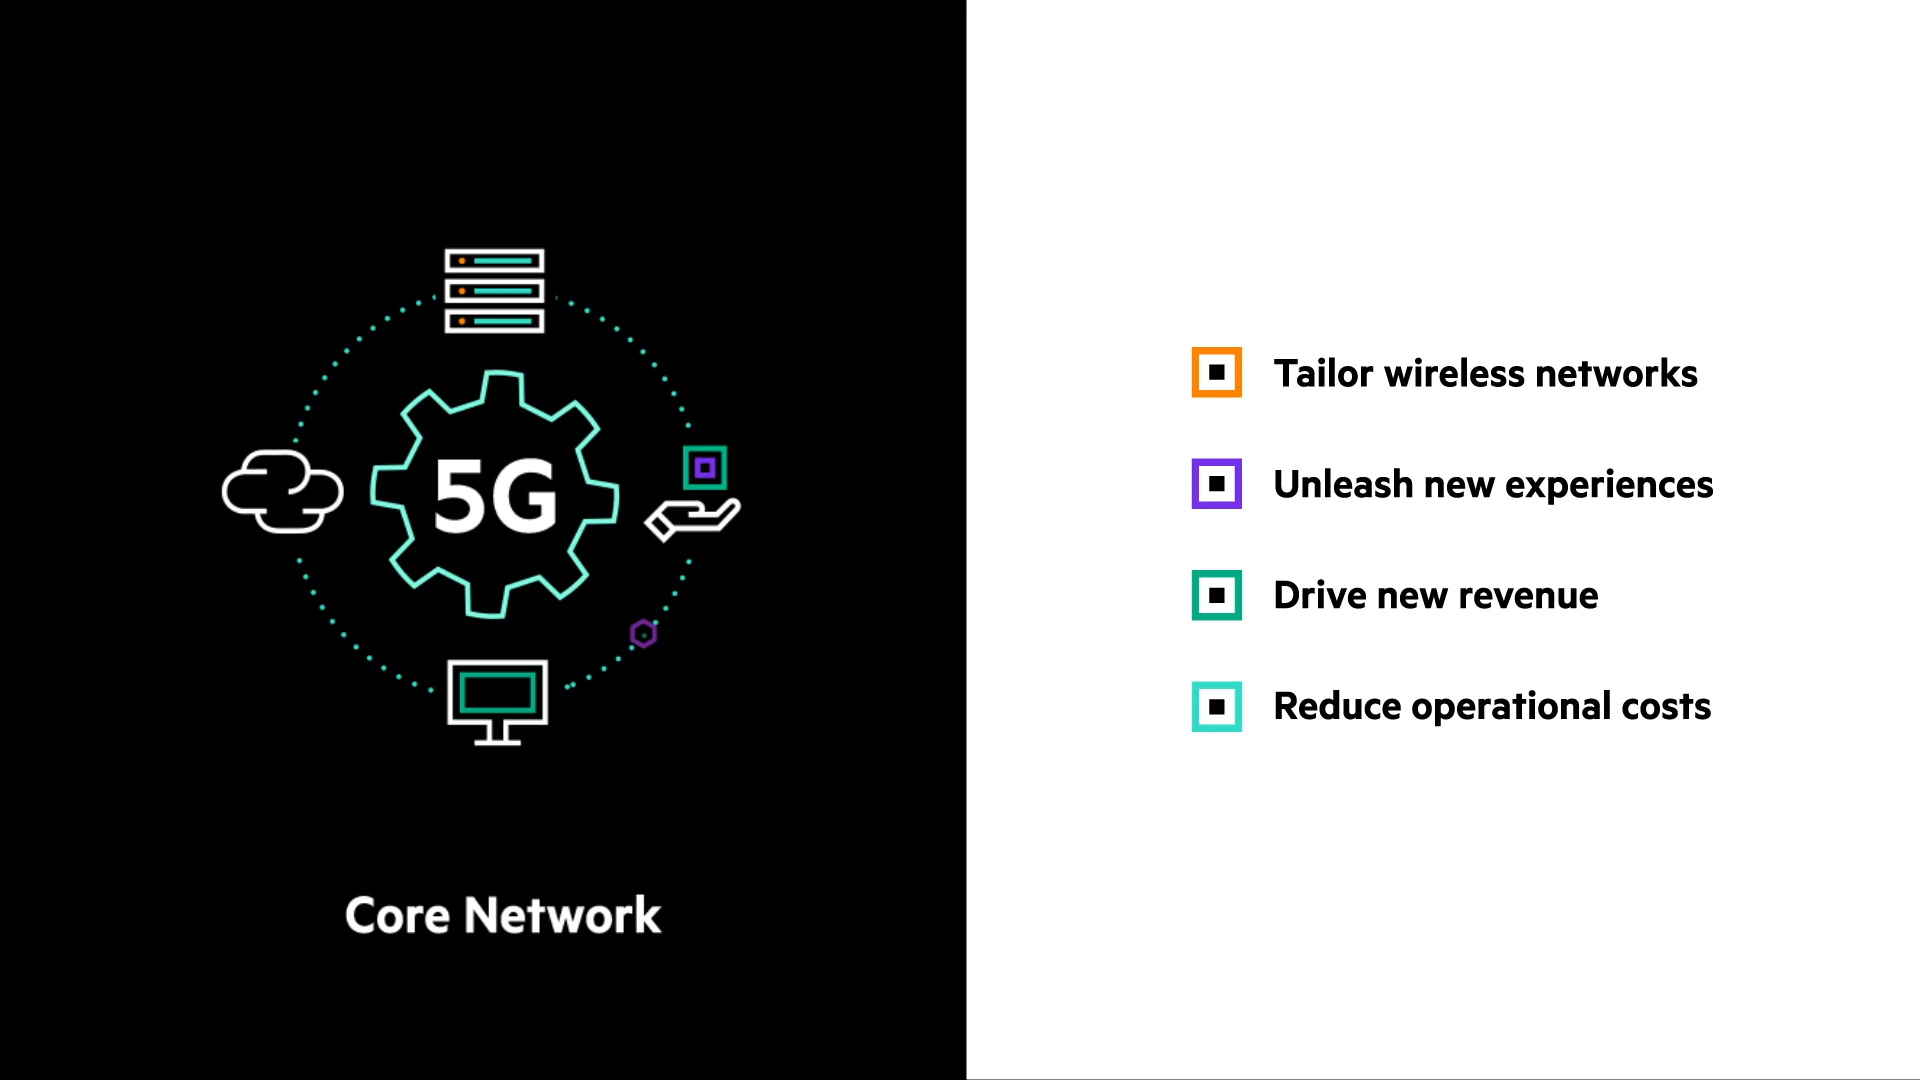 5G
Core Network
Tailor wireless networks
Unleash new experiences
Drive new revenue
Reduce operational costs